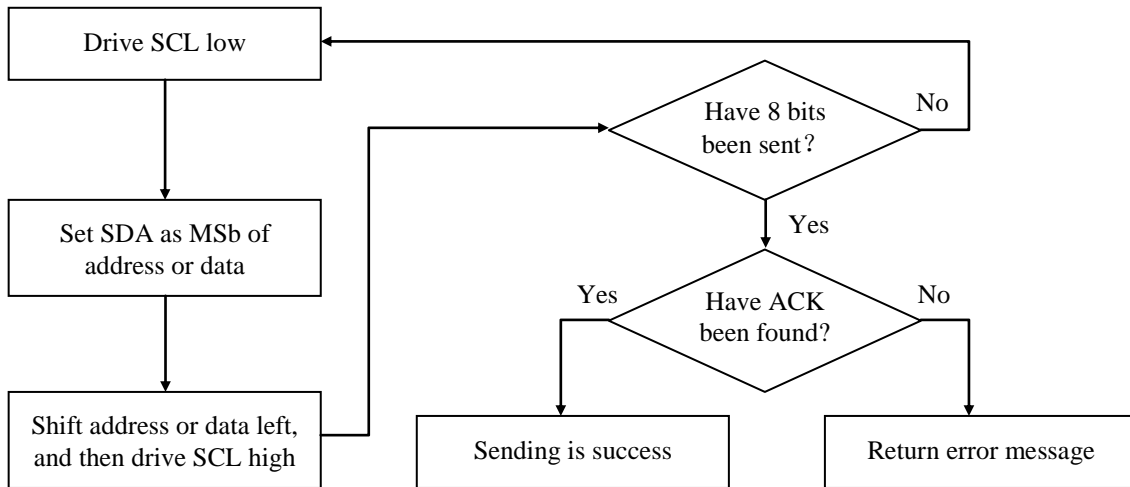 Drive SCL low
Set SDA as MSb of
address or data
Shift address or data left,
and then drive SCL high
Have 8 bits
been sent?
No
Yes
Have ACK
been found?
Yes
No
Sending is success
Return error message